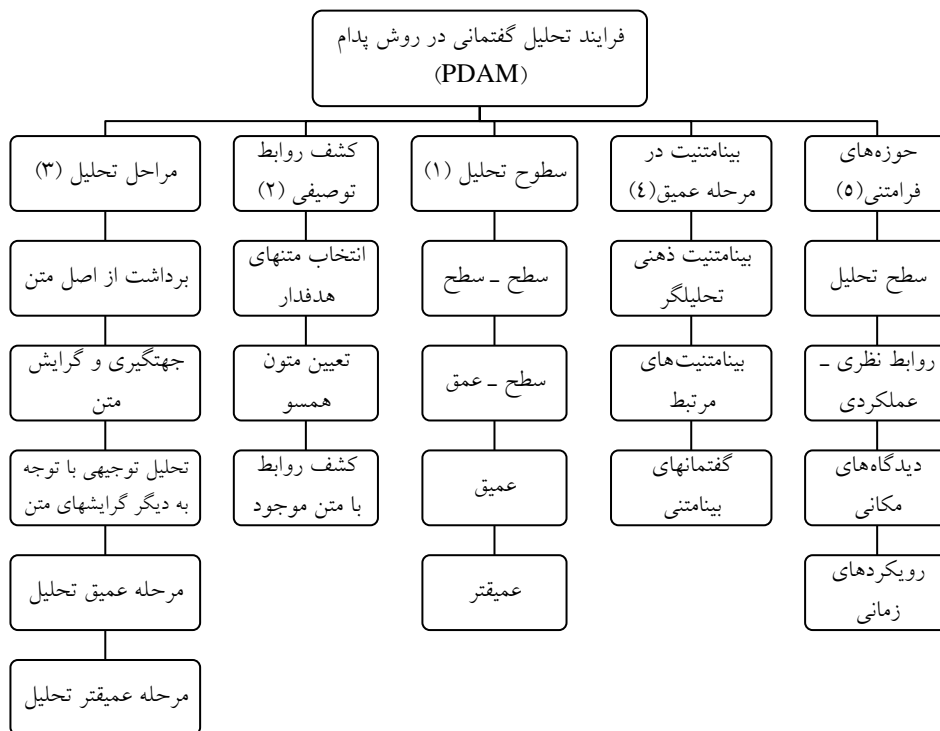 فرایند تحلیل گفتمانی در روش پدام
(PDAM)
حوزه‌های
فرامتنی(٥)
سطح تحلیل
روابط نظری ـ
عملکردی
دیدگاه‌های
مکانی
رویکردهای
زمانی
بینامتنیت در
مرحله عمیق(٤)
بینامتنیت ذهنی
تحلیلگر
بینامتنیت‌های
مرتبط
گفتمانهای
بینامتنی
سطوح تحلیل (١)
سطح ـ سطح
سطح ـ عمق
عمیق
عمیقتر
کشف روابط
توصیفی (٢)
انتخاب متنهای
هدفدار
تعیین متون
همسو
کشف روابط
با متن موجود
مراحل تحلیل (٣)
برداشت از اصل متن
جهتگیری و گرایش
متن
تحلیل توجیهی با توجه
به دیگر گرایشهای متن
مرحله عمیق تحلیل
مرحله عمیقتر تحلیل